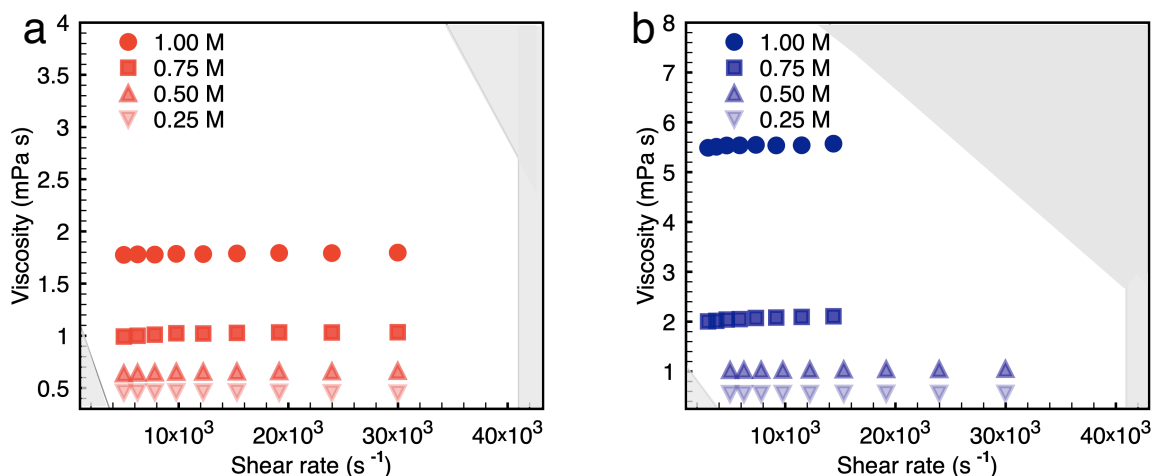 a
4
3.5
3
2.5
2
1.5
1
0.5
Viscosity (mPa s)
1.00 M
0.75 M
0.50 M
0.25 M
10×10³
20×10³
30×10³
40×10³
Shear rate (s⁻¹)
b
8
7
6
5
4
3
2
1
Viscosity (mPa s)
1.00 M
0.75 M
0.50 M
0.25 M
10×10³
20×10³
30×10³
40×10³
Shear rate (s⁻¹)